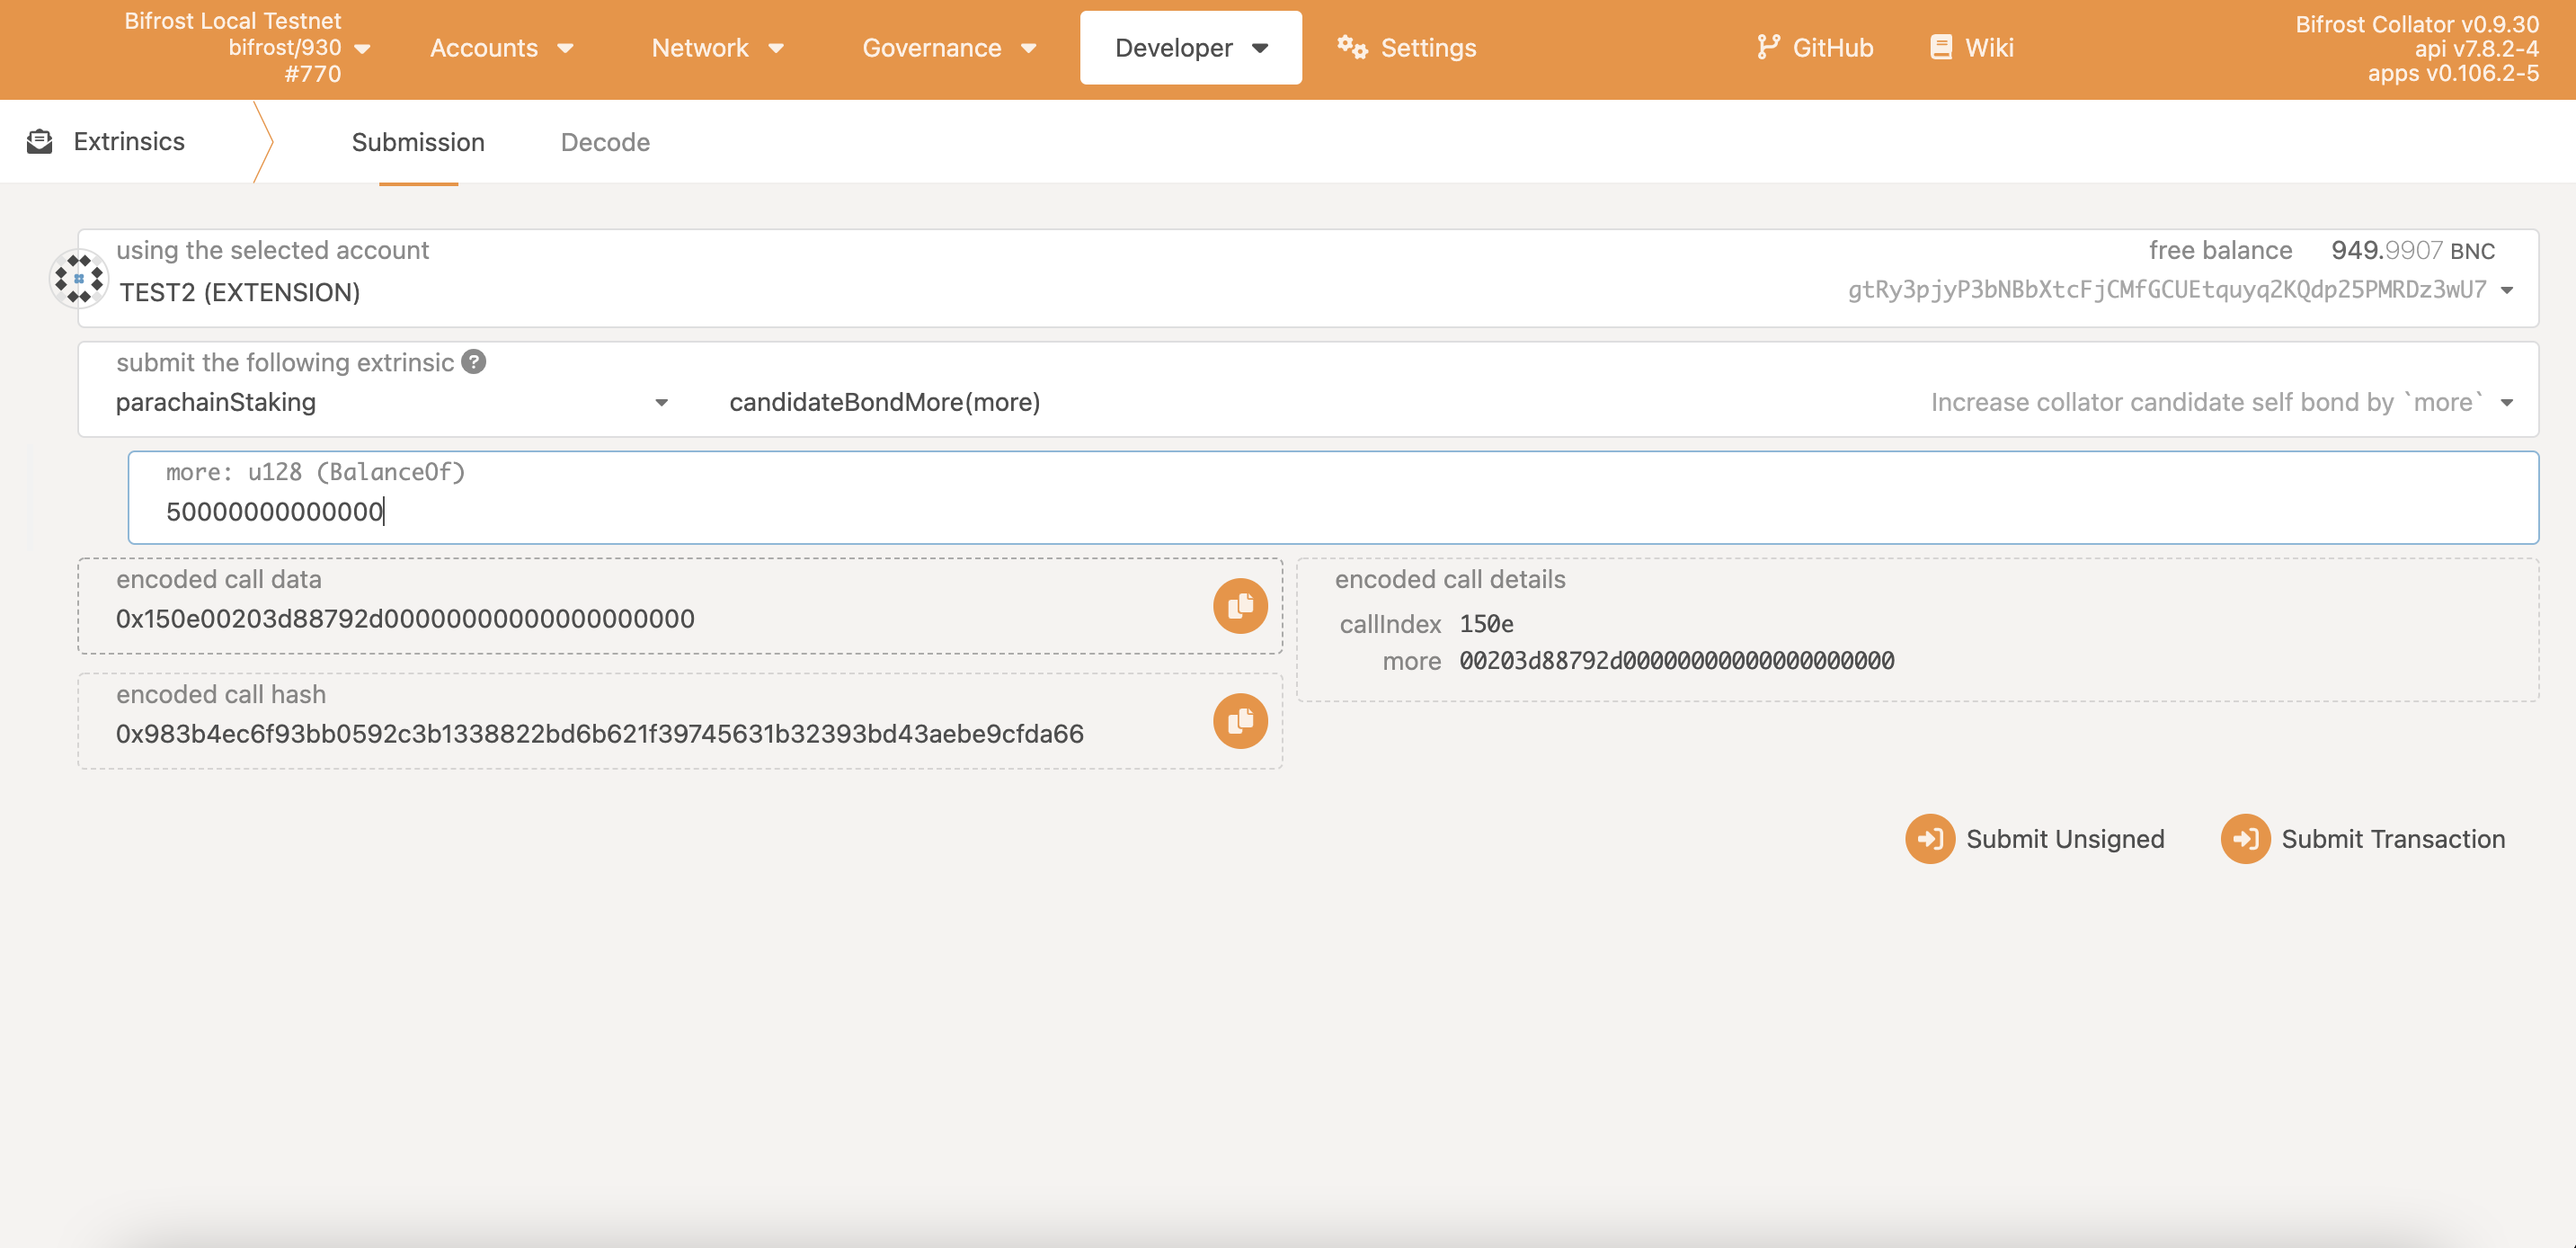 Bifrost Local Testnet
bifrost/930
#770
Accounts
Network
Governance
Developer
Settings
GitHub
Wiki
Bifrost Collator v0.9.30
api v7.8.2-4
apps v0.106.2-5
Extrinsics
Submission
Decode
using the selected account
TEST2 (EXTENSION)
free balance 949.9907 BNC
gtRy3pjyP3bNBbXtcFjCMfGCUEtquyq2KQdp25PMRDz3wU7
submit the following extrinsic ?
parachainStaking
candidateBondMore(more)
Increase collator candidate self bond by `more`
more: u128 (BalanceOf)
50000000000000
encoded call data
0x150e00203d88792d00000000000000000000
encoded call details
callIndex 150e
more 00203d88792d00000000000000000000
encoded call hash
0x983b4ec6f93bb0592c3b1338822bd6b621f39745631b32393bd43aebe9cfda66
Submit Unsigned
Submit Transaction